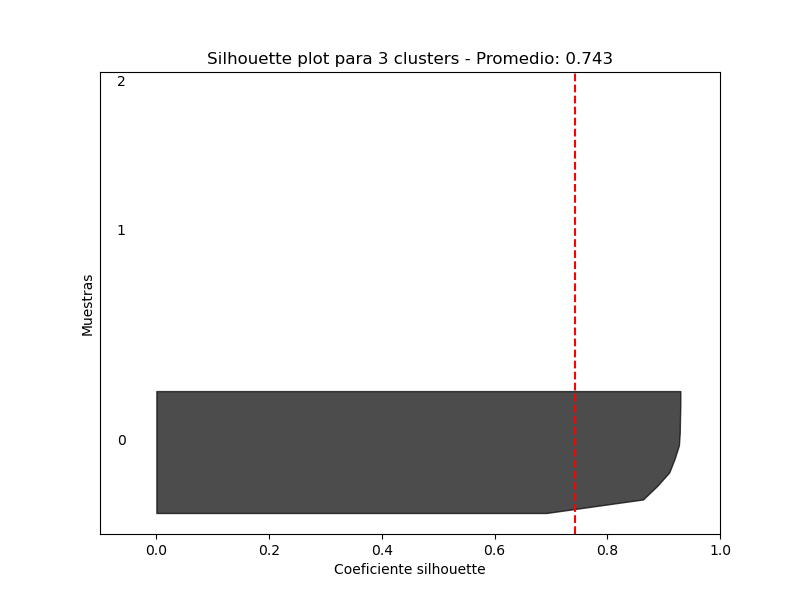 Silhouette plot para 3 clusters - Promedio: 0.743
2
1
0
Muestras
0.0 0.2 0.4 0.6 0.8 1.0
Coeficiente silhouette